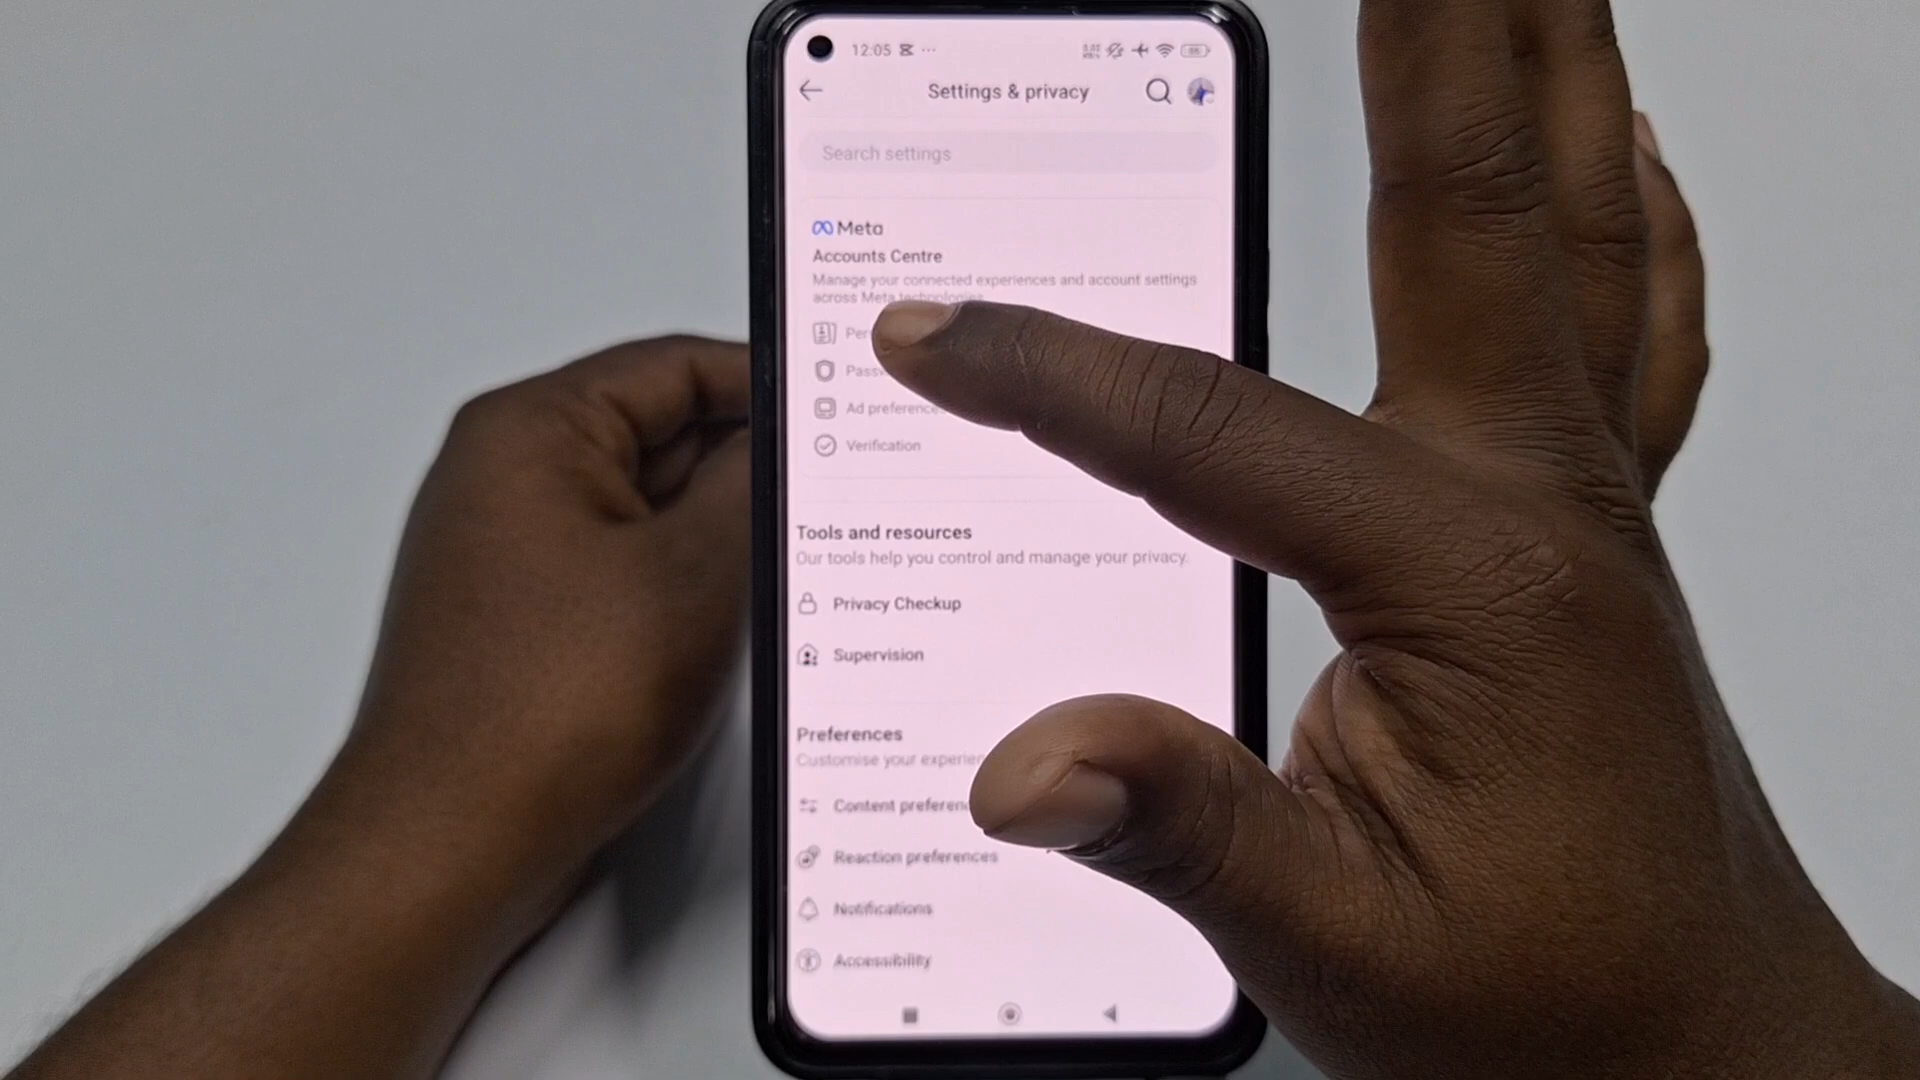 12:05
Settings & privacy
Search settings
Meta
Accounts Centre
Manage your connected experiences and account settings
across Meta technologies
Ad preferences
Verification
Tools and resources
Our tools help you control and manage your privacy.
Privacy Checkup
Supervision
Preferences
Customise your
Content
Reaction preferences
Notifications
Accessibility